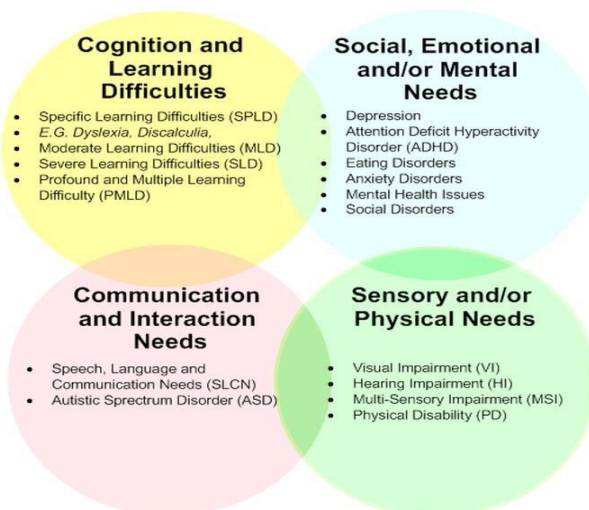 Cognition and
Learning
Difficulties
• Specific Learning Difficulties (SPLD)
• E.G. Dyslexia, Discalculia,
• Moderate Learning Difficulties (MLD)
• Severe Learning Difficulties (SLD)
• Profound and Multiple Learning
Difficulty (PMLD)
Social, Emotional
and/or Mental
Needs
• Depression
• Attention Deficit Hyperactivity
Disorder (ADHD)
• Eating Disorders
• Anxiety Disorders
• Mental Health Issues
• Social Disorders
Communication
and Interaction
Needs
• Speech, Language and
Communication Needs (SLCN)
• Autistic Sprectrum Disorder (ASD)
Sensory and/or
Physical Needs
• Visual Impairment (VI)
• Hearing Impairment (HI)
• Multi-Sensory Impairment (MSI)
• Physical Disability (PD)